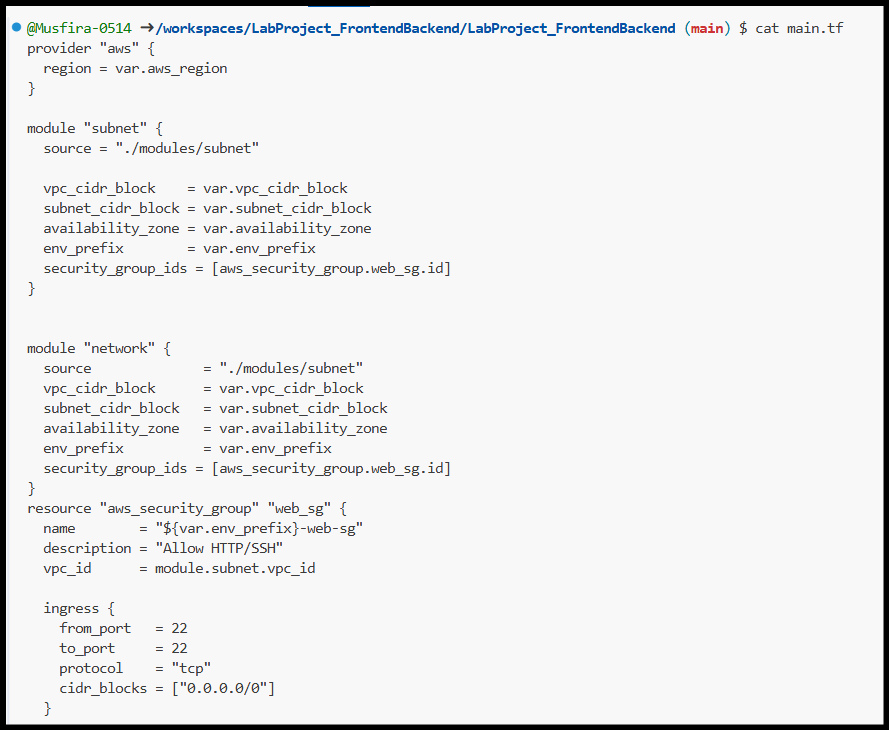 @Musfira-0514 ➜/workspaces/LabProject_FrontendBackend/LabProject_FrontendBackend (main) $ cat main.tf
provider "aws" {
  region = var.aws_region
}

module "subnet" {
  source = "./modules/subnet"

  vpc_cidr_block    = var.vpc_cidr_block
  subnet_cidr_block = var.subnet_cidr_block
  availability_zone = var.availability_zone
  env_prefix        = var.env_prefix
  security_group_ids = [aws_security_group.web_sg.id]
}


module "network" {
  source              = "./modules/subnet"
  vpc_cidr_block      = var.vpc_cidr_block
  subnet_cidr_block   = var.subnet_cidr_block
  availability_zone   = var.availability_zone
  env_prefix          = var.env_prefix
  security_group_ids = [aws_security_group.web_sg.id]
}
resource "aws_security_group" "web_sg" {
  name        = "${var.env_prefix}-web-sg"
  description = "Allow HTTP/SSH"
  vpc_id      = module.subnet.vpc_id

  ingress {
    from_port   = 22
    to_port     = 22
    protocol    = "tcp"
    cidr_blocks = ["0.0.0.0/0"]
  }